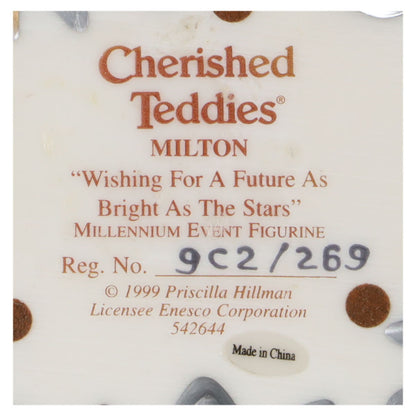 Cherished
Teddies®
MILTON
“Wishing For A Future As
Bright As The Stars”
MILLENNIUM EVENT FIGURINE
Reg. No. 9C2/269
© 1999 Priscilla Hillman
Licensee Enesco Corporation
542644
Made in China